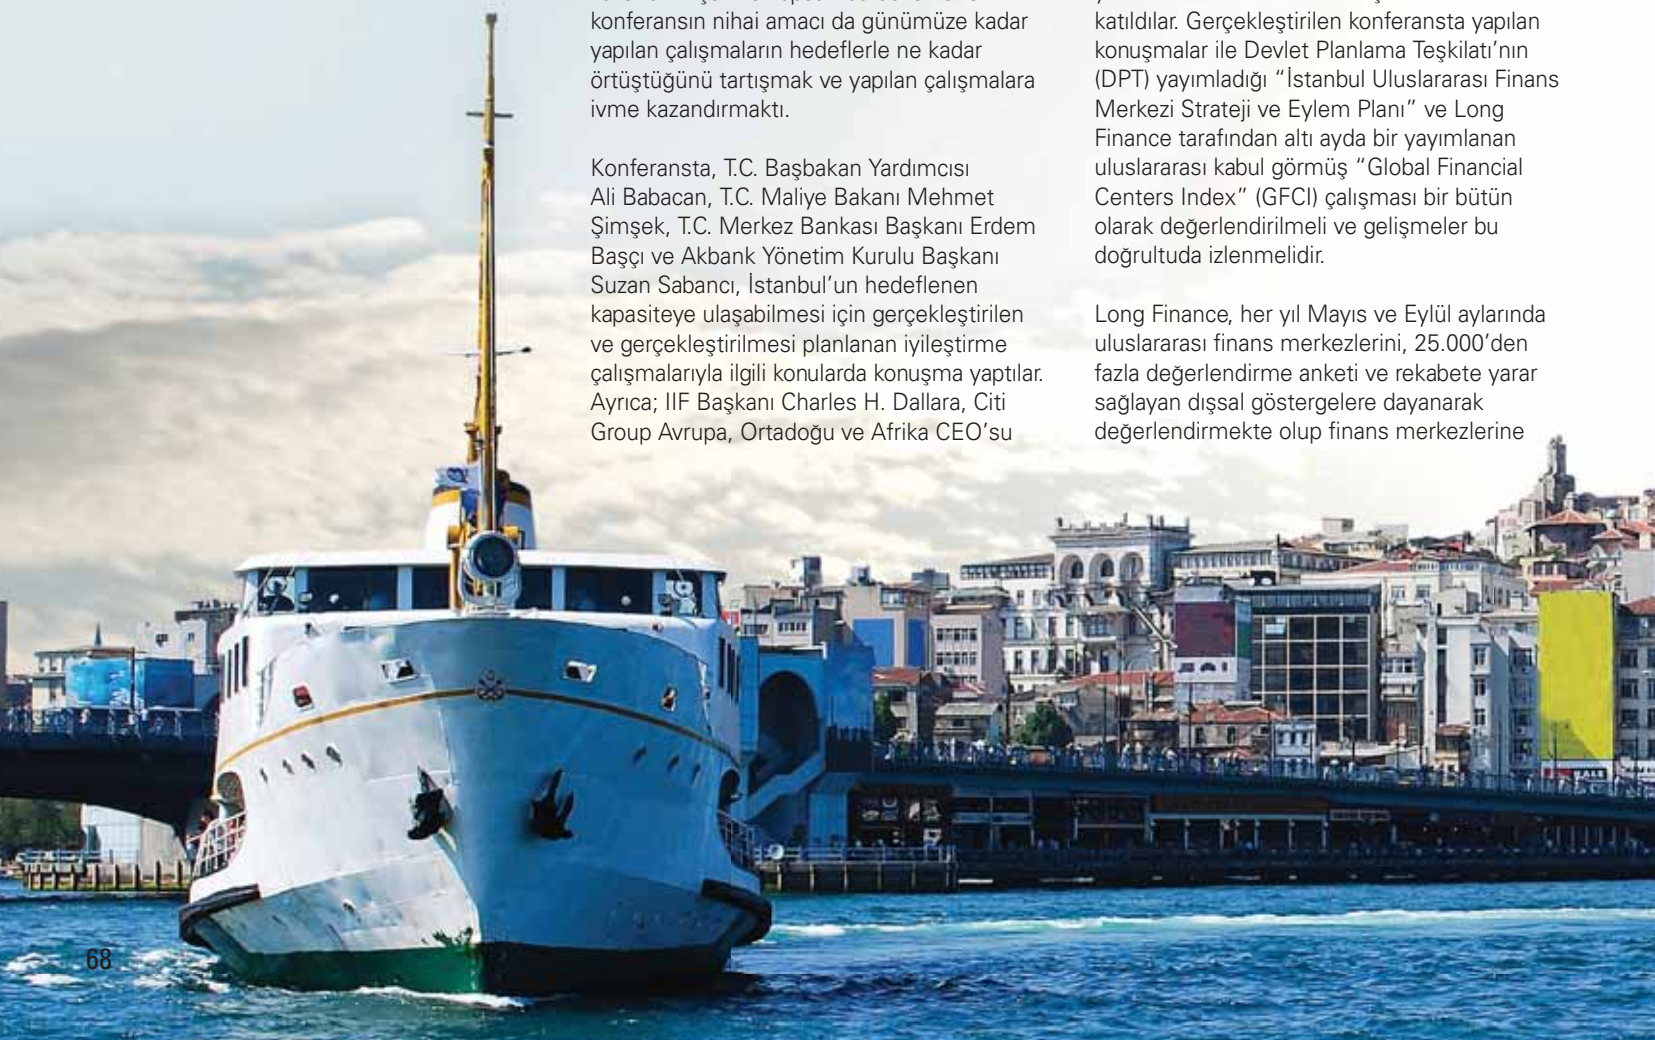 konferansın nihai amacı da günümüze kadar
yapılan çalışmaların hedeflerle ne kadar
örtüştüğünü tartışmak ve yapılan çalışmalara
ivme kazandırmaktı.
Konferansta, T.C. Başbakan Yardımcısı
Ali Babacan, T.C. Maliye Bakanı Mehmet
Şimşek, T.C. Merkez Bankası Başkanı Erdem
Başçı ve Akbank Yönetim Kurulu Başkanı
Suzan Sabancı, İstanbul’un hedeflenen
kapasiteye ulaşabilmesi için gerçekleştirilen
ve gerçekleştirilmesi planlanan iyileştirme
çalışmalarıyla ilgili konularda konuşma yaptılar.
Ayrıca; IIF Başkanı Charles H. Dallara, Citi
Group Avrupa, Ortadoğu ve Afrika CEO’su
katıldılar. Gerçekleştirilen konferansta yapılan
konuşmalar ile Devlet Planlama Teşkilatı’nın
(DPT) yayımladığı “İstanbul Uluslararası Finans
Merkezi Strateji ve Eylem Planı” ve Long
Finance tarafından altı ayda bir yayımlanan
uluslararası kabul görmüş “Global Financial
Centers Index” (GFCI) çalışması bir bütün
olarak değerlendirilmeli ve gelişmeler bu
doğrultuda izlenmelidir.
Long Finance, her yıl Mayıs ve Eylül aylarında
uluslararası finans merkezlerini, 25.000’den
fazla değerlendirme anketi ve rekabete yarar
sağlayan dışsal göstergelere dayanarak
değerlendirmekte olup finans merkezlerine
68